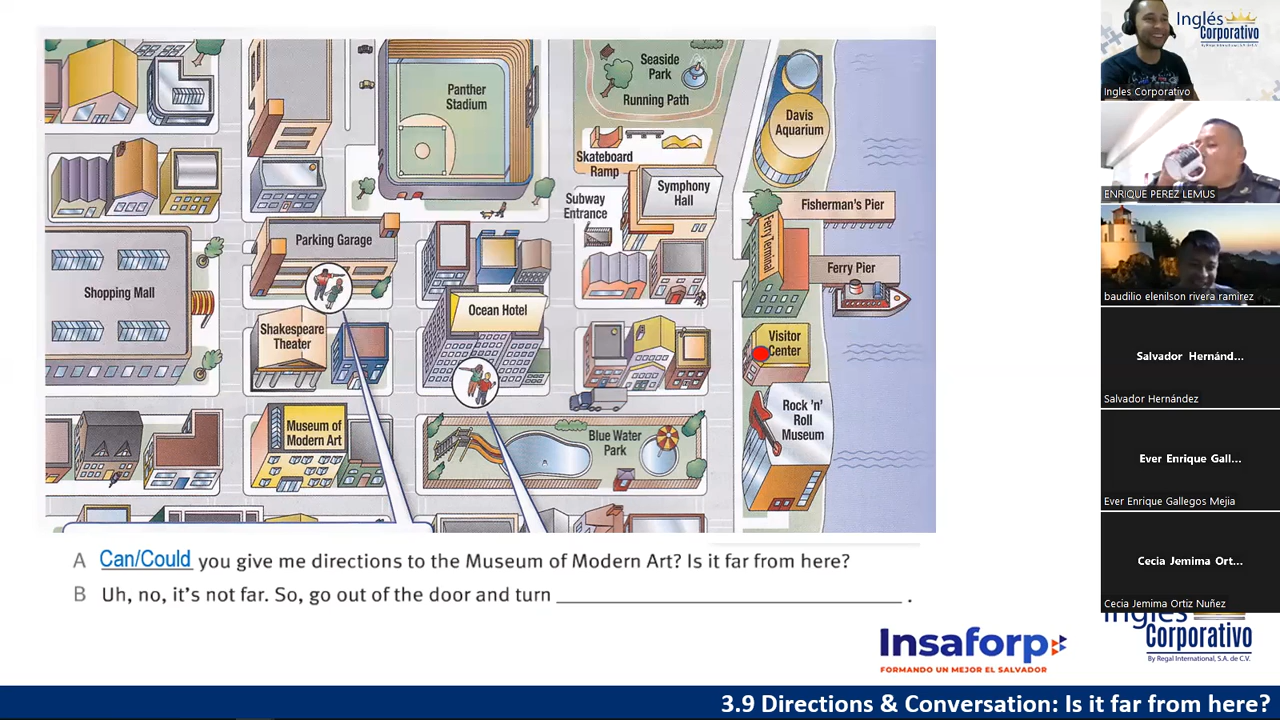 Panther
Stadium
Seaside
Park
Running Path
Davis
Aquarium
Skateboard
Ramp
Symphony
Hall
Subway
Entrance
Fisherman's Pier
Parking Garage
Ferry Terminal
Ferry Pier
Shopping Mall
Ocean Hotel
Shakespeare
Theater
Visitor
Center
Museum of
Modern Art
Blue Water
Park
Rock 'n'
Roll
Museum
A Can/Could you give me directions to the Museum of Modern Art? Is it far from here?
B Uh, no, it's not far. So, go out of the door and turn ________________ .
Insaforp
FORMANDO UN MEJOR EL SALVADOR
3.9 Directions & Conversation: Is it far from here?
Inglés
Corporativo
By Regal International, S.A. de C.V.
Ingles Corporativo
ENRIQUE PEREZ LEMUS
baudilio elenilson rivera ramirez
Salvador Hernánd...
Salvador Hernández
Ever Enrique Gall...
Ever Enrique Gallegos Mejia
Cecia Jemima Ort...
Cecia Jemima Ortiz Nuñez
Inglés
Corporativo
By Regal International, S.A. de C.V.